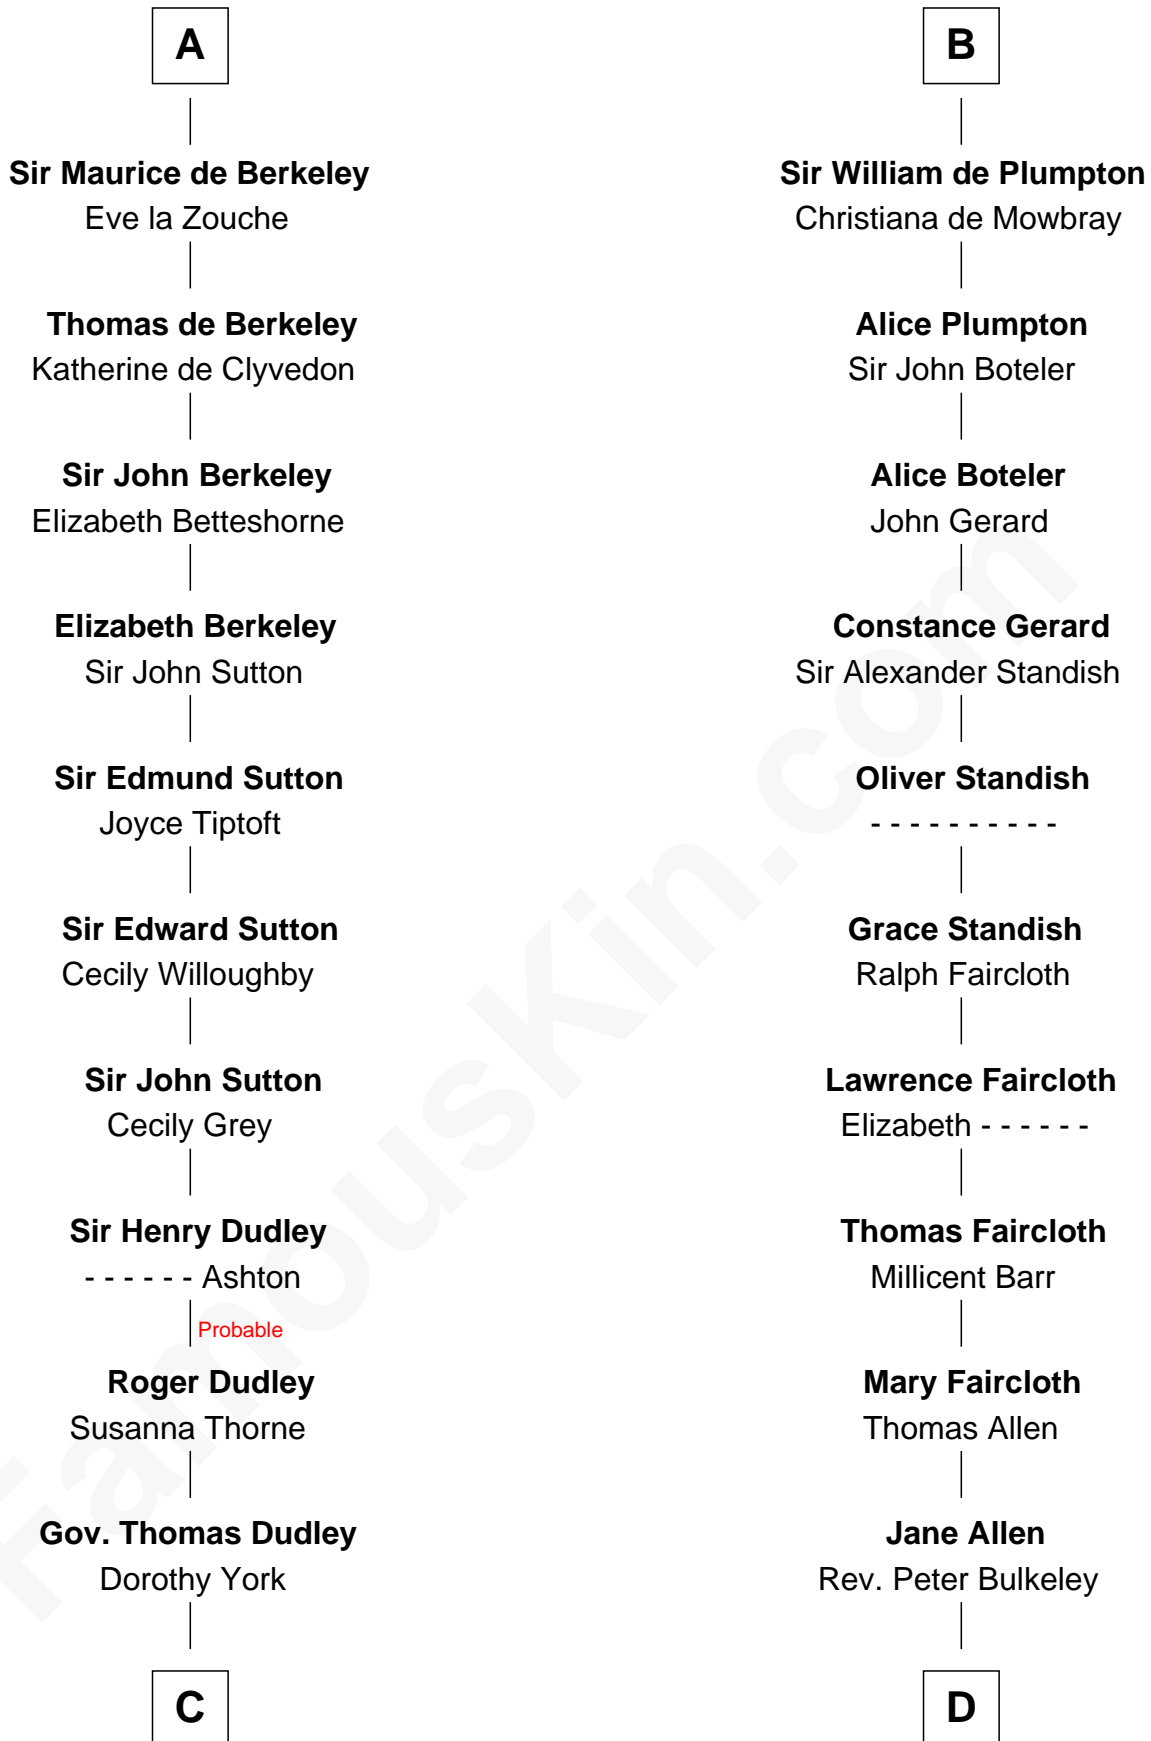 A
Sir Maurice de Berkeley
Eve la Zouche
Thomas de Berkeley
Katherine de Clyvedon
Sir John Berkeley
Elizabeth Betteshorne
Elizabeth Berkeley
Sir John Sutton
Sir Edmund Sutton
Joyce Tiptoft
Sir Edward Sutton
Cecily Willoughby
Sir John Sutton
Cecily Grey
Sir Henry Dudley
- - - - - - Ashton
Probable
Roger Dudley
Susanna Thorne
Gov. Thomas Dudley
Dorothy York
C
B
Sir William de Plumpton
Christiana de Mowbray
Alice Plumpton
Sir John Boteler
Alice Boteler
John Gerard
Constance Gerard
Sir Alexander Standish
Oliver Standish
- - - - - - - - - -
Grace Standish
Ralph Faircloth
Lawrence Faircloth
Elizabeth - - - - - -
Thomas Faircloth
Millicent Barr
Mary Faircloth
Thomas Allen
Jane Allen
Rev. Peter Bulkeley
D
FamousKin.com